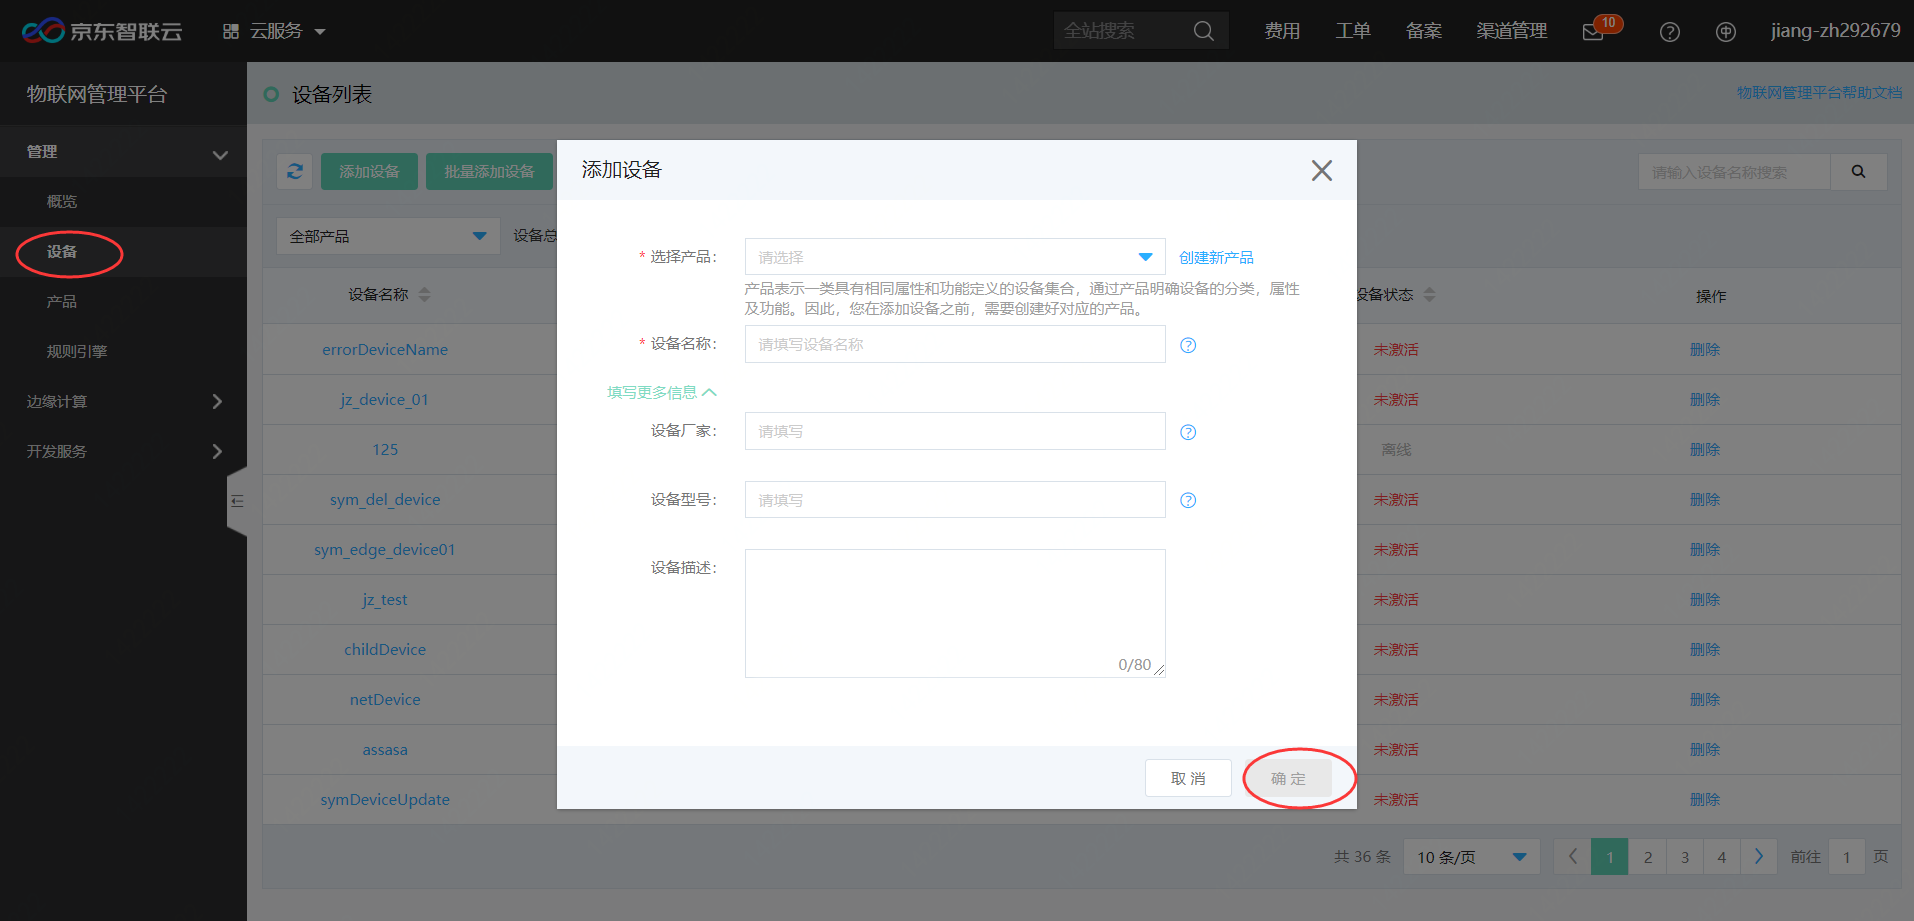 京东智联云
云服务
全站搜索
费用
工单
备案
渠道管理
10
jiang-zh292679
物联网管理平台
管理
概览
设备
产品
规则引擎
边缘计算
开发服务
设备列表
物联网管理平台帮助文档
添加设备
批量添加设备
请输入设备名称搜索
全部产品
设备总
设备名称
设备状态
操作
errorDeviceName
未激活
删除
jz_device_01
未激活
删除
125
离线
删除
sym_del_device
未激活
删除
sym_edge_device01
未激活
删除
jz_test
未激活
删除
childDevice
未激活
删除
netDevice
未激活
删除
assasa
未激活
删除
symDeviceUpdate
未激活
删除
共 36 条
10 条/页
1
2
3
4
前往
1
页
添加设备
* 选择产品:
请选择
创建新产品
产品表示一类具有相同属性和功能定义的设备集合，通过产品明确设备的分类，属性
及功能。因此，您在添加设备之前，需要创建好对应的产品。
* 设备名称:
请填写设备名称
填写更多信息
设备厂家:
请填写
设备型号:
请填写
设备描述:
0/80
取 消
确 定